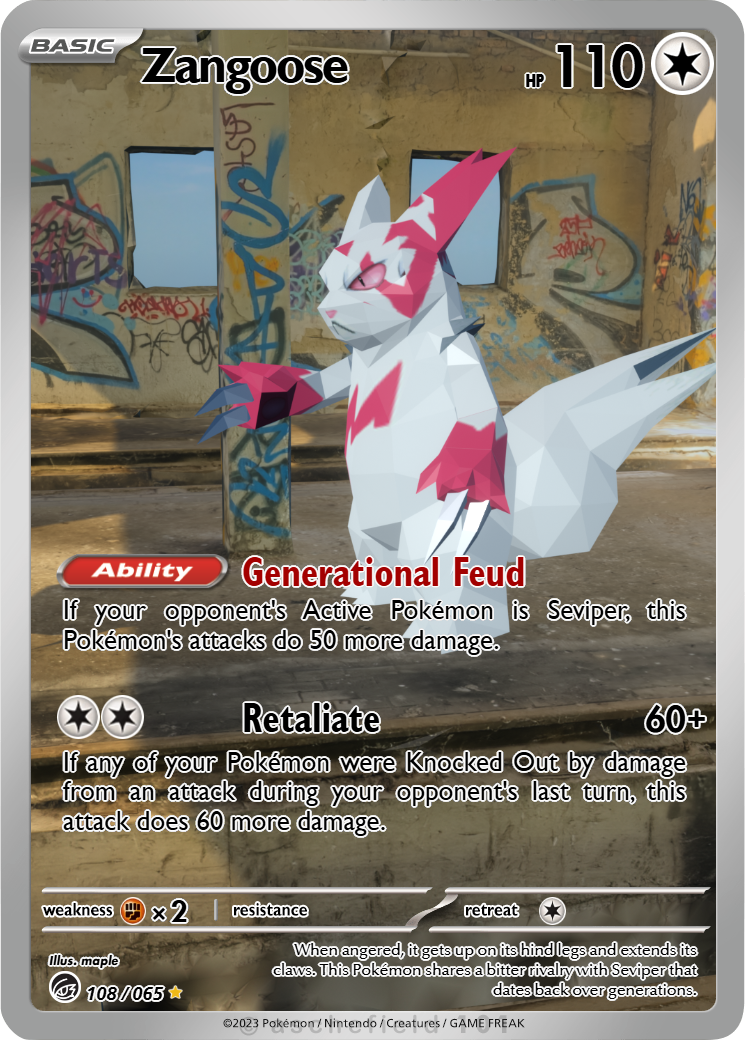 BASIC
Zangoose
HP 110
Ability Generational Feud
If your opponent's Active Pokémon is Seviper, this
Pokémon's attacks do 50 more damage.
Retaliate 60+
If any of your Pokémon were Knocked Out by damage
from an attack during your opponent's last turn, this
attack does 60 more damage.
weakness ×2 resistance retreat
Illus. maple
When angered, it gets up on its hind legs and extends its
claws. This Pokémon shares a bitter rivalry with Seviper that
dates back over generations.
108/065
©2023 Pokémon / Nintendo / Creatures / GAME FREAK